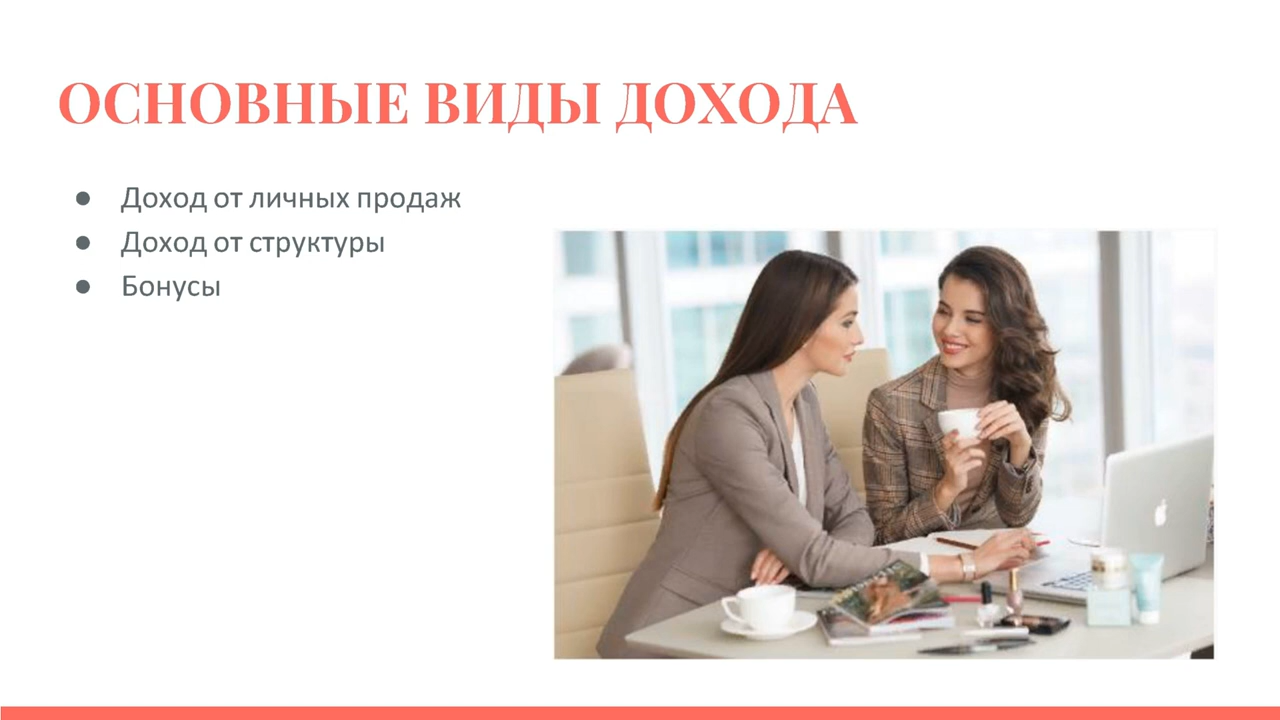 ОСНОВНЫЕ ВИДЫ ДОХОДА
● Доход от личных продаж
● Доход от структуры
● Бонусы